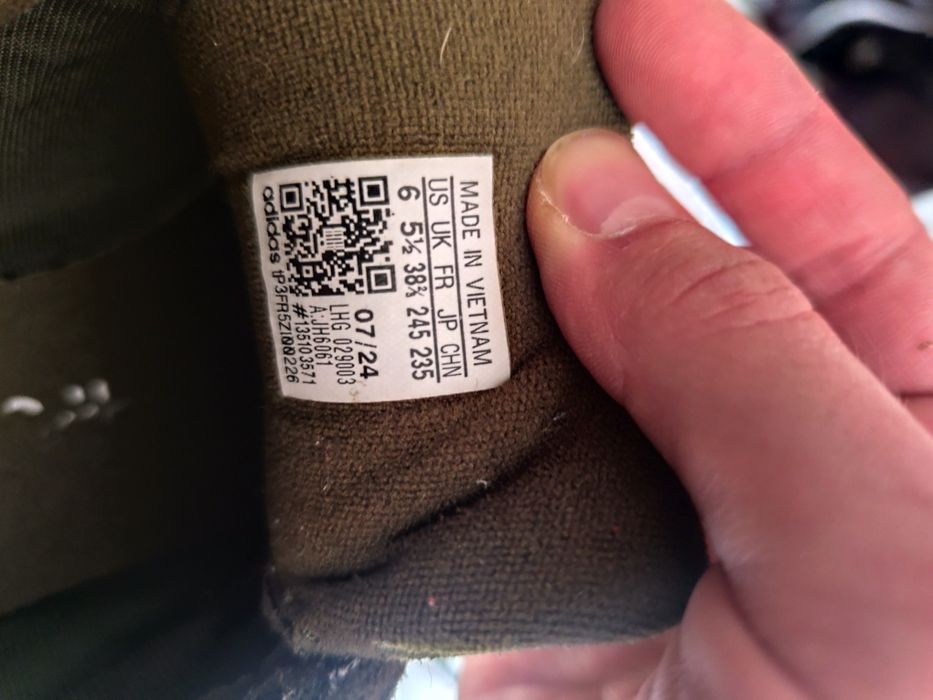 MADE IN VIETNAM
US UK FR JP CHN
6 5½ 38⅔ 245 235
07/24
LHG 029003
A:JH6061
#135103571
adidas tP3FR5ZI00226